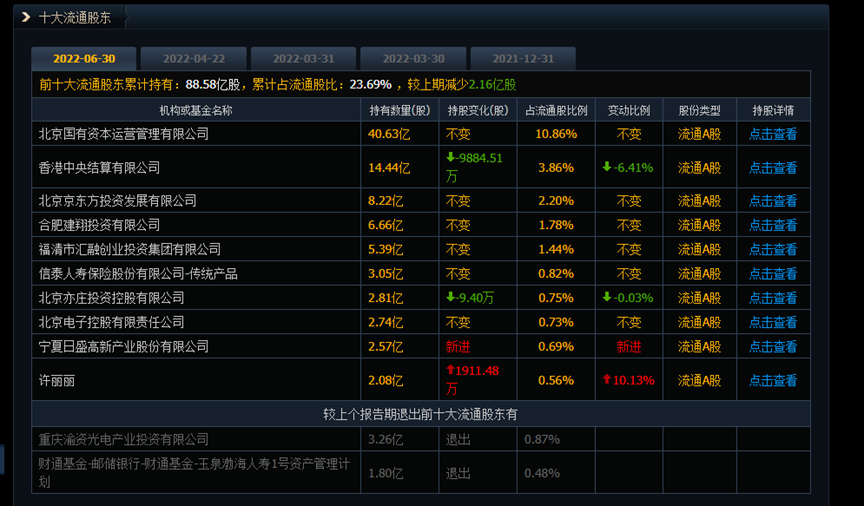 十大流通股东
2022-06-30 2022-04-22 2022-03-31 2022-03-30 2021-12-31
前十大流通股东累计持有：88.58亿股，累计占流通股比：23.69% ，较上期减少2.16亿股
机构或基金名称 持有数量(股) 持股变化(股) 占流通股比例 变动比例 股份类型 持股详情
北京国有资本运营管理有限公司 40.63亿 不变 10.86% 不变 流通A股 点击查看
香港中央结算有限公司 14.44亿 -9884.51 3.86% -6.41% 流通A股 点击查看
万
北京京东方投资发展有限公司 8.22亿 不变 2.20% 不变 流通A股 点击查看
合肥建翔投资有限公司 6.66亿 不变 1.78% 不变 流通A股 点击查看
福清市汇融创业投资集团有限公司 5.39亿 不变 1.44% 不变 流通A股 点击查看
信泰人寿保险股份有限公司-传统产品 3.05亿 不变 0.82% 不变 流通A股 点击查看
北京亦庄投资控股有限公司 2.81亿 -9.40万 0.75% -0.03% 流通A股 点击查看
北京电子控股有限责任公司 2.74亿 不变 0.73% 不变 流通A股 点击查看
宁夏日盛高新产业股份有限公司 2.57亿 新进 0.69% 新进 流通A股 点击查看
许丽丽 2.08亿 1911.48 0.56% 10.13% 流通A股 点击查看
万
较上个报告期退出前十大流通股东有
重庆渝资光电产业投资有限公司 3.26亿 退出 0.87%
财通基金-邮储银行-财通基金-玉泉渤海人寿1号资产管理计 1.80亿 退出 0.48%
划